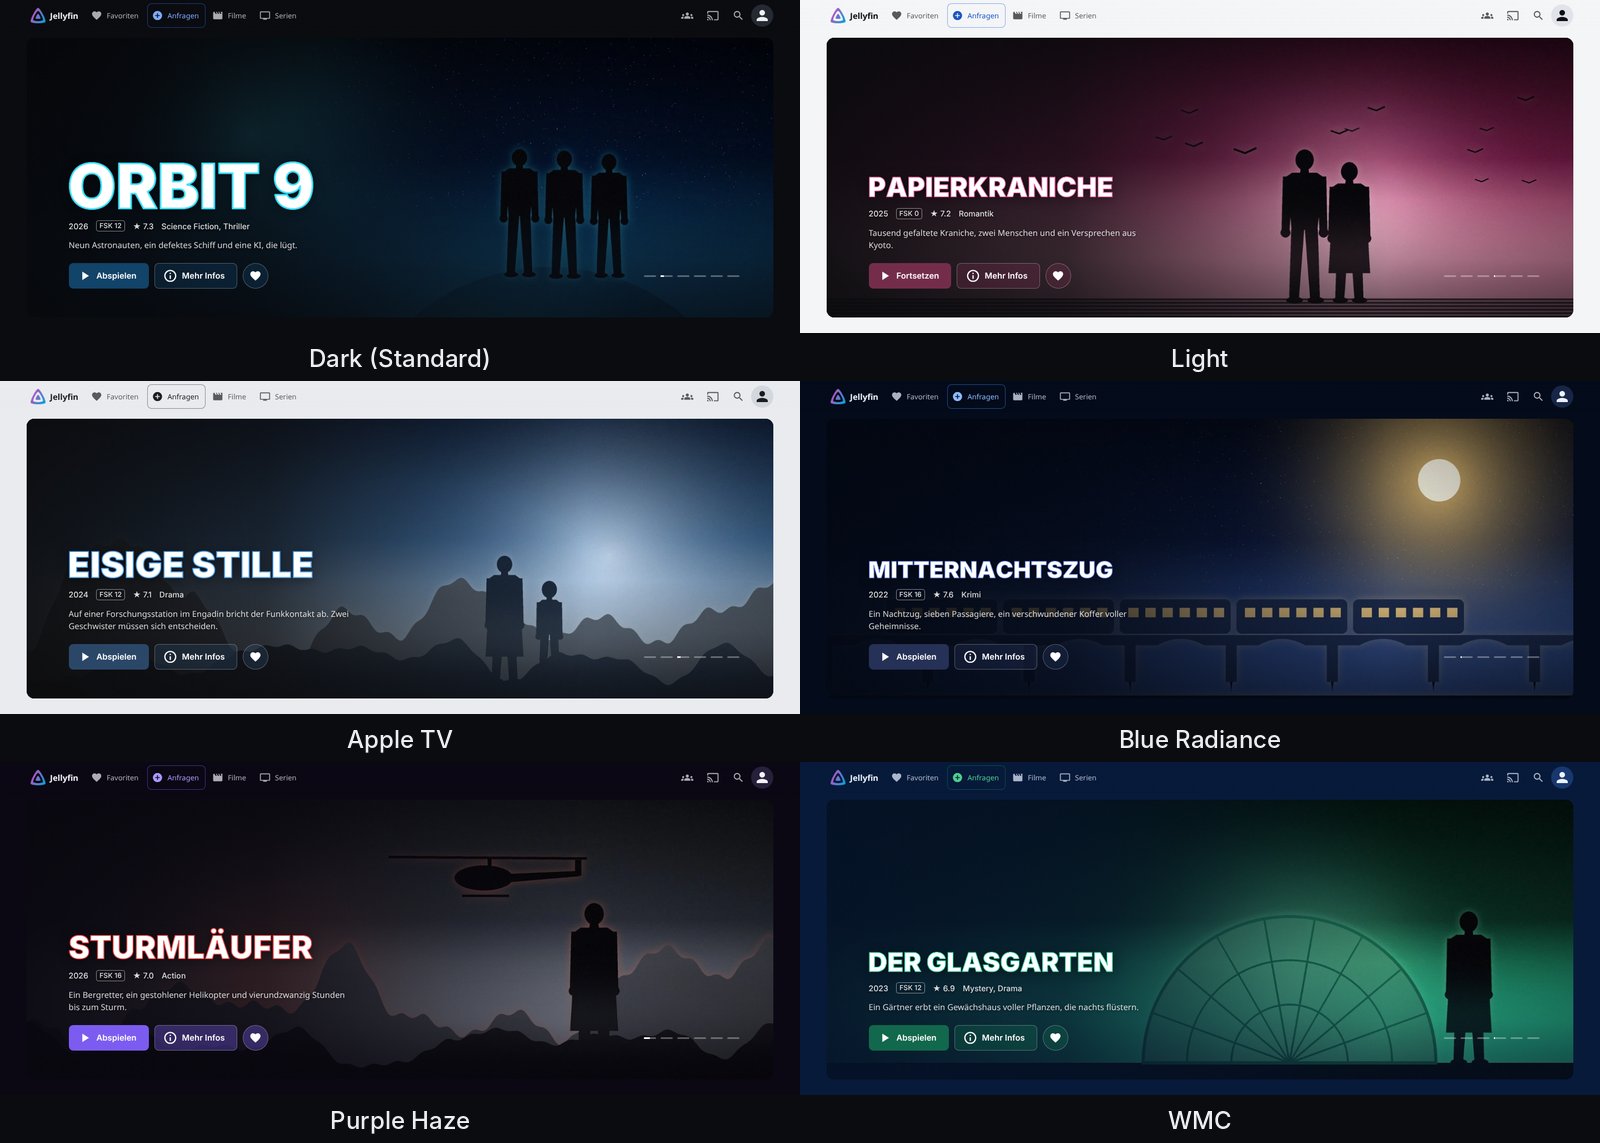 Jellyfin Favoriten Anfragen Filme Serien
ORBIT 9
2026 FSK 12 ★ 7.3 Science Fiction, Thriller
Neun Astronauten, ein defektes Schiff und eine KI, die lügt.
Abspielen Mehr Infos
Dark (Standard)
Jellyfin Favoriten Anfragen Filme Serien
PAPIERKRANICHE
2025 FSK 0 ★ 7.2 Romantik
Tausend gefaltete Kraniche, zwei Menschen und ein Versprechen aus
Kyoto.
Fortsetzen Mehr Infos
Light
Jellyfin Favoriten Anfragen Filme Serien
EISIGE STILLE
2024 FSK 12 ★ 7.1 Drama
Auf einer Forschungsstation im Engadin bricht der Funkkontakt ab. Zwei
Geschwister müssen sich entscheiden.
Abspielen Mehr Infos
Apple TV
Jellyfin Favoriten Anfragen Filme Serien
MITTERNACHTSZUG
2022 FSK 16 ★ 7.6 Krimi
Ein Nachtzug, sieben Passagiere, ein verschwundener Koffer voller
Geheimnisse.
Abspielen Mehr Infos
Blue Radiance
Jellyfin Favoriten Anfragen Filme Serien
STURMLÄUFER
2026 FSK 16 ★ 7.0 Action
Ein Bergretter, ein gestohlener Helikopter und vierundzwanzig Stunden
bis zum Sturm.
Abspielen Mehr Infos
Purple Haze
Jellyfin Favoriten Anfragen Filme Serien
DER GLASGARTEN
2023 FSK 12 ★ 6.9 Mystery, Drama
Ein Gärtner erbt ein Gewächshaus voller Pflanzen, die nachts flüstern.
Abspielen Mehr Infos
WMC